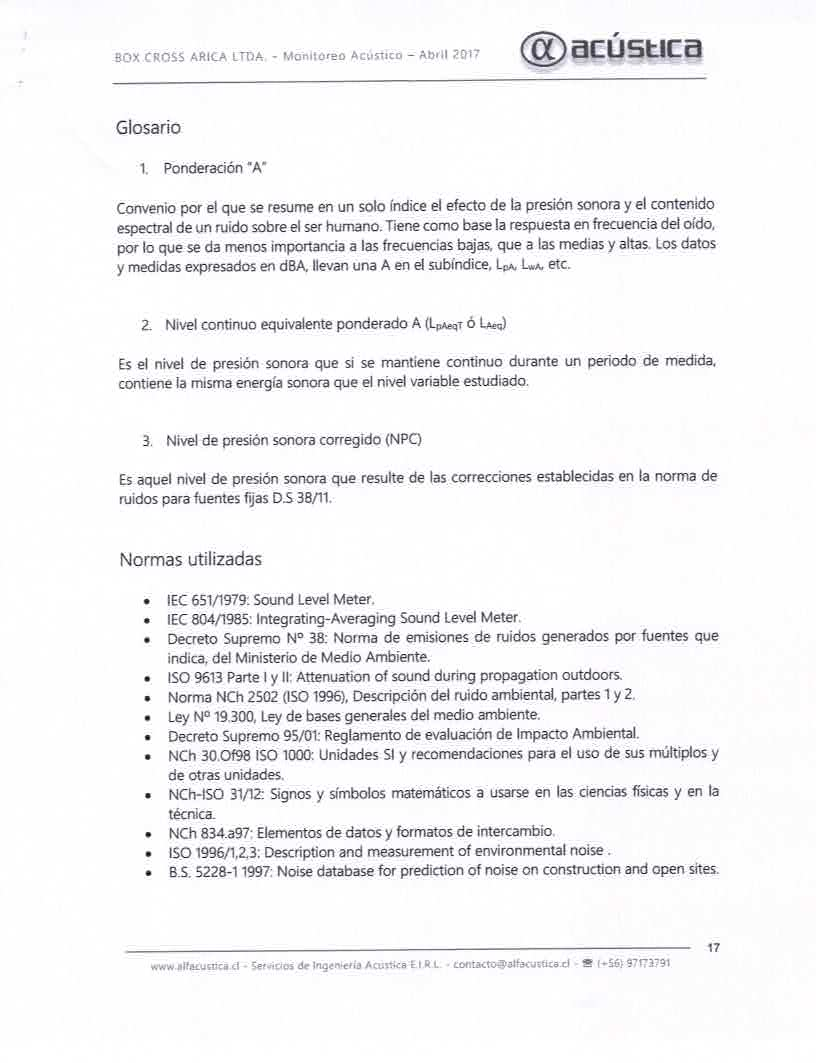 BOX CROSS ARICA LTDA. - Monitoreo Acústico – Abril 2017
α acústica
Glosario
1. Ponderación "A"
Convenio por el que se resume en un solo índice el efecto de la presión sonora y el contenido
espectral de un ruido sobre el ser humano. Tiene como base la respuesta en frecuencia del oído,
por lo que se da menos importancia a las frecuencias bajas, que a las medias y altas. Los datos
y medidas expresados en dBA, llevan una A en el subíndice, LpA, LwA, etc.
2. Nivel continuo equivalente ponderado A (LpAeqT ó LAeq)
Es el nivel de presión sonora que si se mantiene continuo durante un periodo de medida,
contiene la misma energía sonora que el nivel variable estudiado.
3. Nivel de presión sonora corregido (NPC)
Es aquel nivel de presión sonora que resulte de las correcciones establecidas en la norma de
ruidos para fuentes fijas D.S 38/11.
Normas utilizadas
• IEC 651/1979: Sound Level Meter.
• IEC 804/1985: Integrating-Averaging Sound Level Meter.
• Decreto Supremo Nº 38: Norma de emisiones de ruidos generados por fuentes que
indica, del Ministerio de Medio Ambiente.
• ISO 9613 Parte I y II: Attenuation of sound during propagation outdoors.
• Norma NCh 2502 (ISO 1996), Descripción del ruido ambiental, partes 1 y 2.
• Ley Nº 19.300, Ley de bases generales del medio ambiente.
• Decreto Supremo 95/01: Reglamento de evaluación de Impacto Ambiental.
• NCh 30.Of98 ISO 1000: Unidades SI y recomendaciones para el uso de sus múltiplos y
de otras unidades.
• NCh-ISO 31/12: Signos y símbolos matemáticos a usarse en las ciencias físicas y en la
técnica.
• NCh 834.a97: Elementos de datos y formatos de intercambio.
• ISO 1996/1,2,3: Description and measurement of environmental noise .
• B.S. 5228-1 1997: Noise database for prediction of noise on construction and open sites.
17
www.alfacustica.cl - Servicios de Ingeniería Acústica E.I.R.L. - contacto@alfacustica.cl - ☎ (+56) 97173791